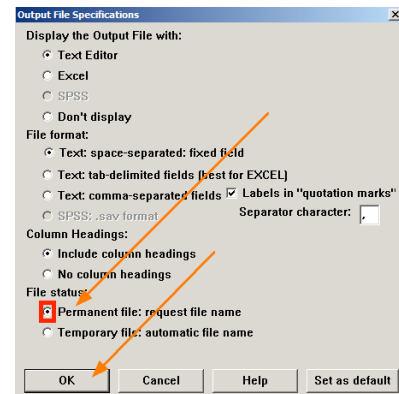 Output File Specifications
Display the Output File with:
Text Editor
Excel
SPSS
Don't display
File format:
Text: space-separated: fixed field
Text: tab-delimited fields (best for EXCEL)
Text: comma-separated fields Labels in "quotation marks"
SPSS: .sav format Separator character: ,
Column Headings:
Include column headings
No column headings
File status:
Permanent file: request file name
Temporary file: automatic file name
OK Cancel Help Set as default